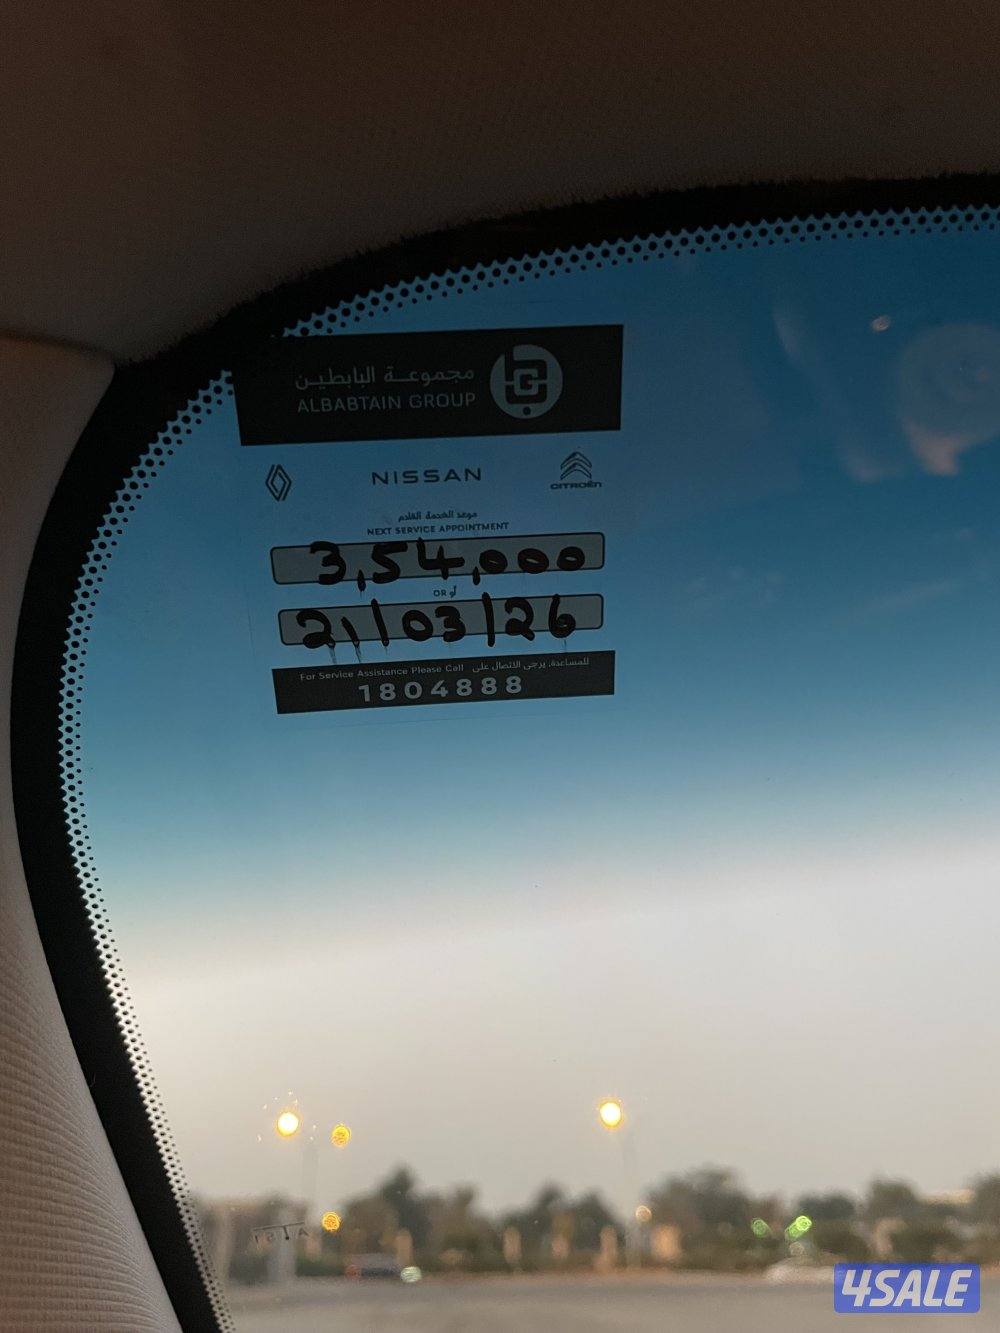 مجموعة البابطين
ALBABTAIN GROUP
NISSAN
CITROËN
موعد الخدمة القادم
NEXT SERVICE APPOINTMENT
3,54,000
OR أو
21/03/26
For Service Assistance Please Call للمساعدة، يرجى الاتصال على
1804888
4SALE